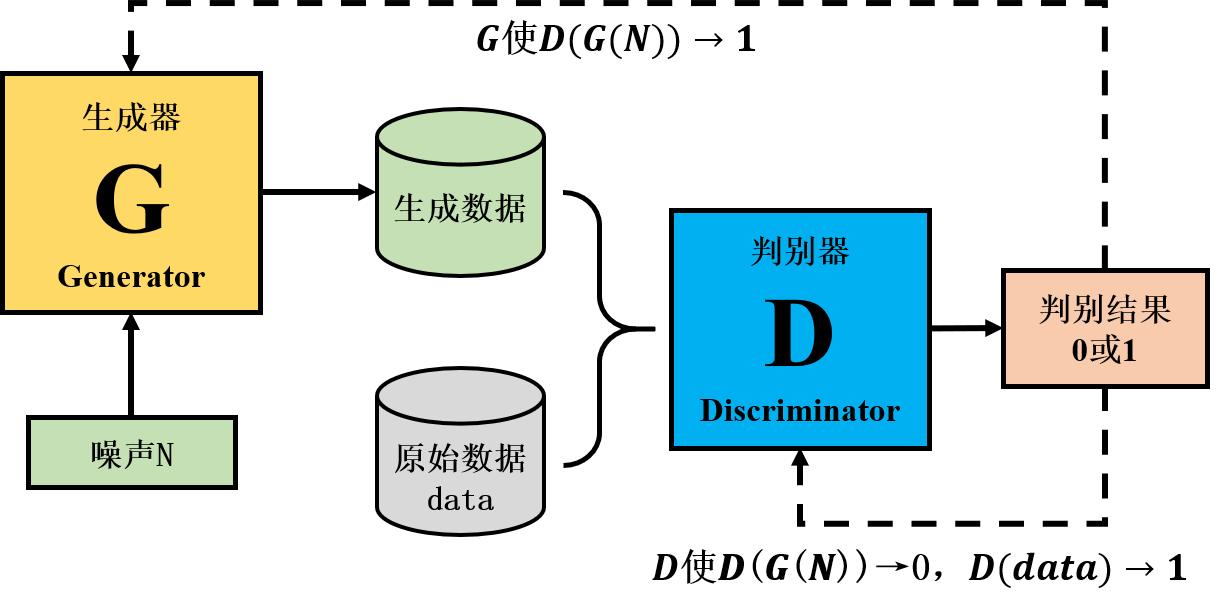 G使D(G(N))→1
生成器
G
Generator
噪声N
生成数据
原始数据
data
判别器
D
Discriminator
判别结果
0或1
D使D(G(N))→0，D(data)→1